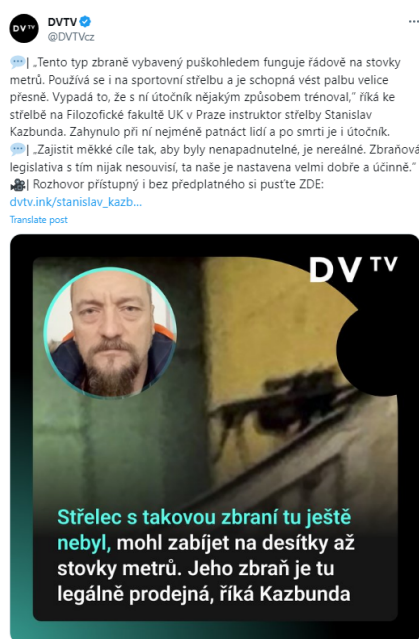 DVTV
@DVTVcz
...
💬| „Tento typ zbraně vybavený puškohledem funguje řádově na stovky
metrů. Používá se i na sportovní střelbu a je schopná vést palbu velice
přesně. Vypadá to, že s ní útočník nějakým způsobem trénoval,” říká ke
střelbě na Filozofické fakultě UK v Praze instruktor střelby Stanislav
Kazbunda. Zahynulo při ní nejméně patnáct lidí a po smrti je i útočník.
💬| „Zajistit měkké cíle tak, aby byly nenapadnutelné, je nereálné. Zbraňová
legislativa s tím nijak nesouvisí, ta naše je nastavena velmi dobře a účinně.”
🎥| Rozhovor přístupný i bez předplatného si pusťte ZDE:
dvtv.ink/stanislav_kazb...
Translate post
DVTV
Střelec s takovou zbraní tu ještě
nebyl, mohl zabíjet na desítky až
stovky metrů. Jeho zbraň je tu
legálně prodejná, říká Kazbunda